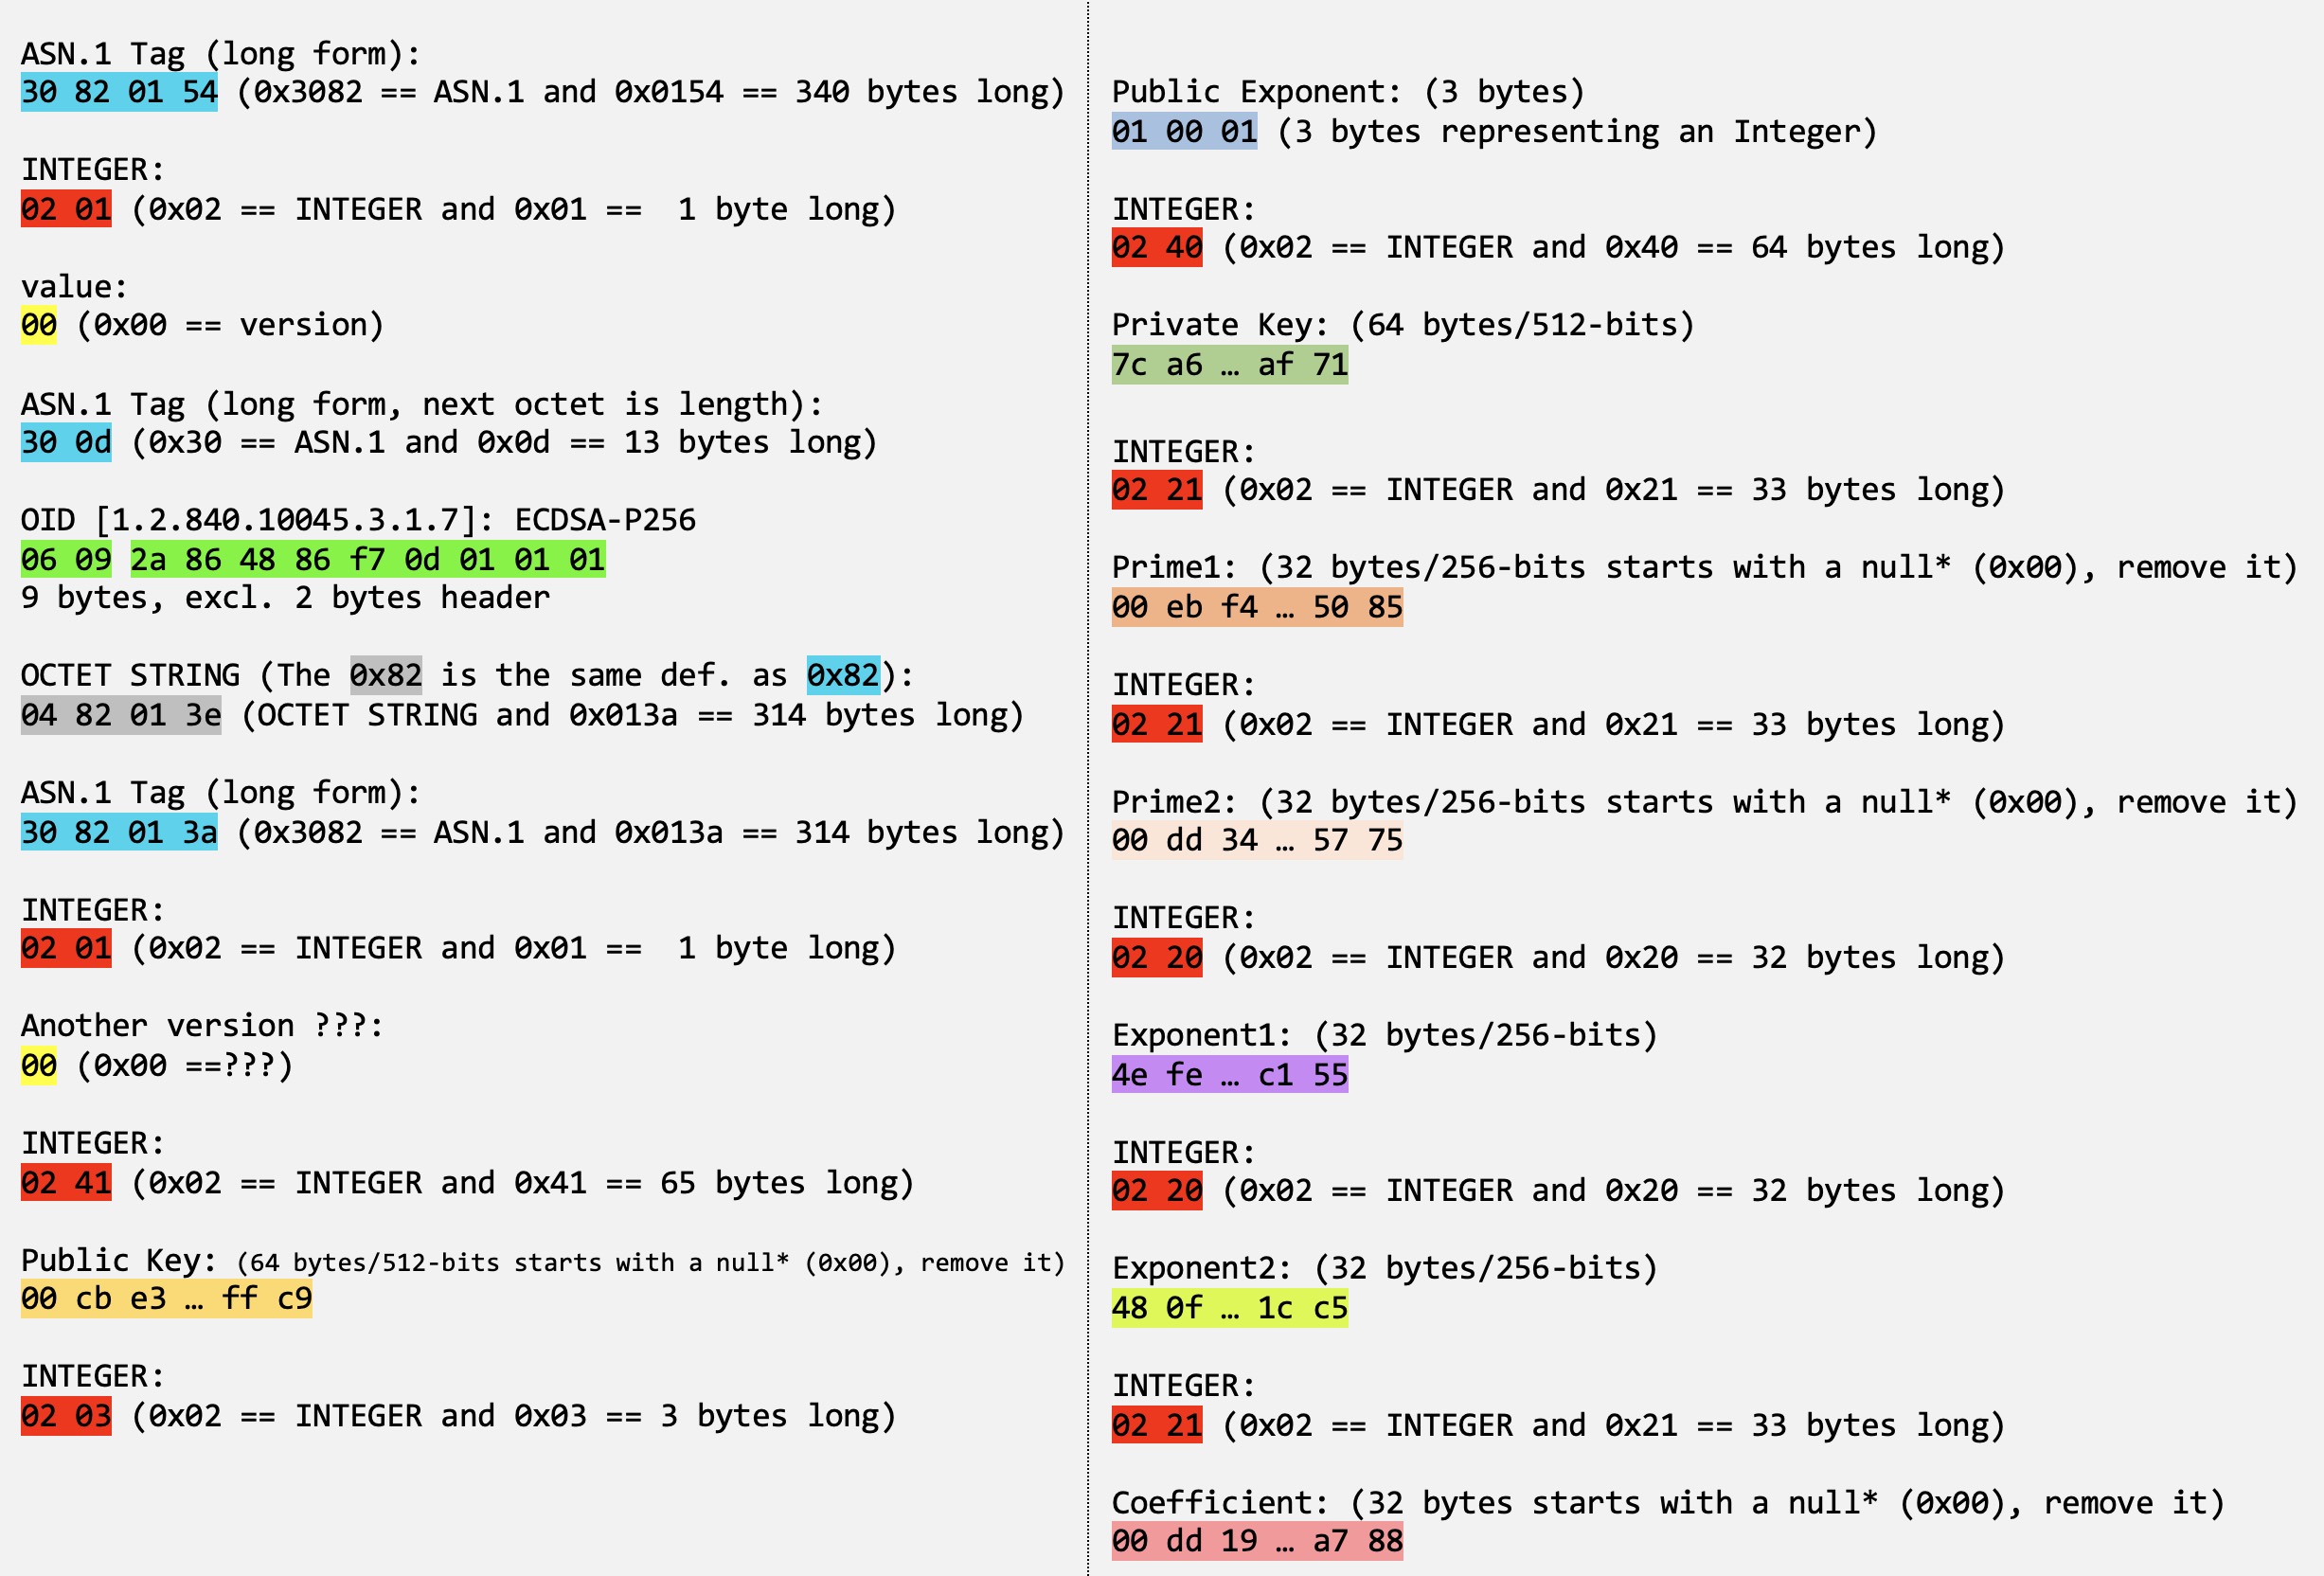 ASN.1 Tag (long form):
30 82 01 54 (0x3082 == ASN.1 and 0x0154 == 340 bytes long)
INTEGER:
02 01 (0x02 == INTEGER and 0x01 ==  1 byte long)
value:
00 (0x00 == version)
ASN.1 Tag (long form, next octet is length):
30 0d (0x30 == ASN.1 and 0x0d == 13 bytes long)
OID [1.2.840.10045.3.1.7]: ECDSA-P256
06 09 2a 86 48 86 f7 0d 01 01 01
9 bytes, excl. 2 bytes header
OCTET STRING (The 0x82 is the same def. as 0x82):
04 82 01 3e (OCTET STRING and 0x013a == 314 bytes long)
ASN.1 Tag (long form):
30 82 01 3a (0x3082 == ASN.1 and 0x013a == 314 bytes long)
INTEGER:
02 01 (0x02 == INTEGER and 0x01 ==  1 byte long)
Another version ???:
00 (0x00 ==???)
INTEGER:
02 41 (0x02 == INTEGER and 0x41 == 65 bytes long)
Public Key: (64 bytes/512-bits starts with a null* (0x00), remove it)
00 cb e3 … ff c9
INTEGER:
02 03 (0x02 == INTEGER and 0x03 == 3 bytes long)
Public Exponent: (3 bytes)
01 00 01 (3 bytes representing an Integer)
INTEGER:
02 40 (0x02 == INTEGER and 0x40 == 64 bytes long)
Private Key: (64 bytes/512-bits)
7c a6 … af 71
INTEGER:
02 21 (0x02 == INTEGER and 0x21 == 33 bytes long)
Prime1: (32 bytes/256-bits starts with a null* (0x00), remove it)
00 eb f4 … 50 85
INTEGER:
02 21 (0x02 == INTEGER and 0x21 == 33 bytes long)
Prime2: (32 bytes/256-bits starts with a null* (0x00), remove it)
00 dd 34 … 57 75
INTEGER:
02 20 (0x02 == INTEGER and 0x20 == 32 bytes long)
Exponent1: (32 bytes/256-bits)
4e fe … c1 55
INTEGER:
02 20 (0x02 == INTEGER and 0x20 == 32 bytes long)
Exponent2: (32 bytes/256-bits)
48 0f … 1c c5
INTEGER:
02 21 (0x02 == INTEGER and 0x21 == 33 bytes long)
Coefficient: (32 bytes starts with a null* (0x00), remove it)
00 dd 19 … a7 88